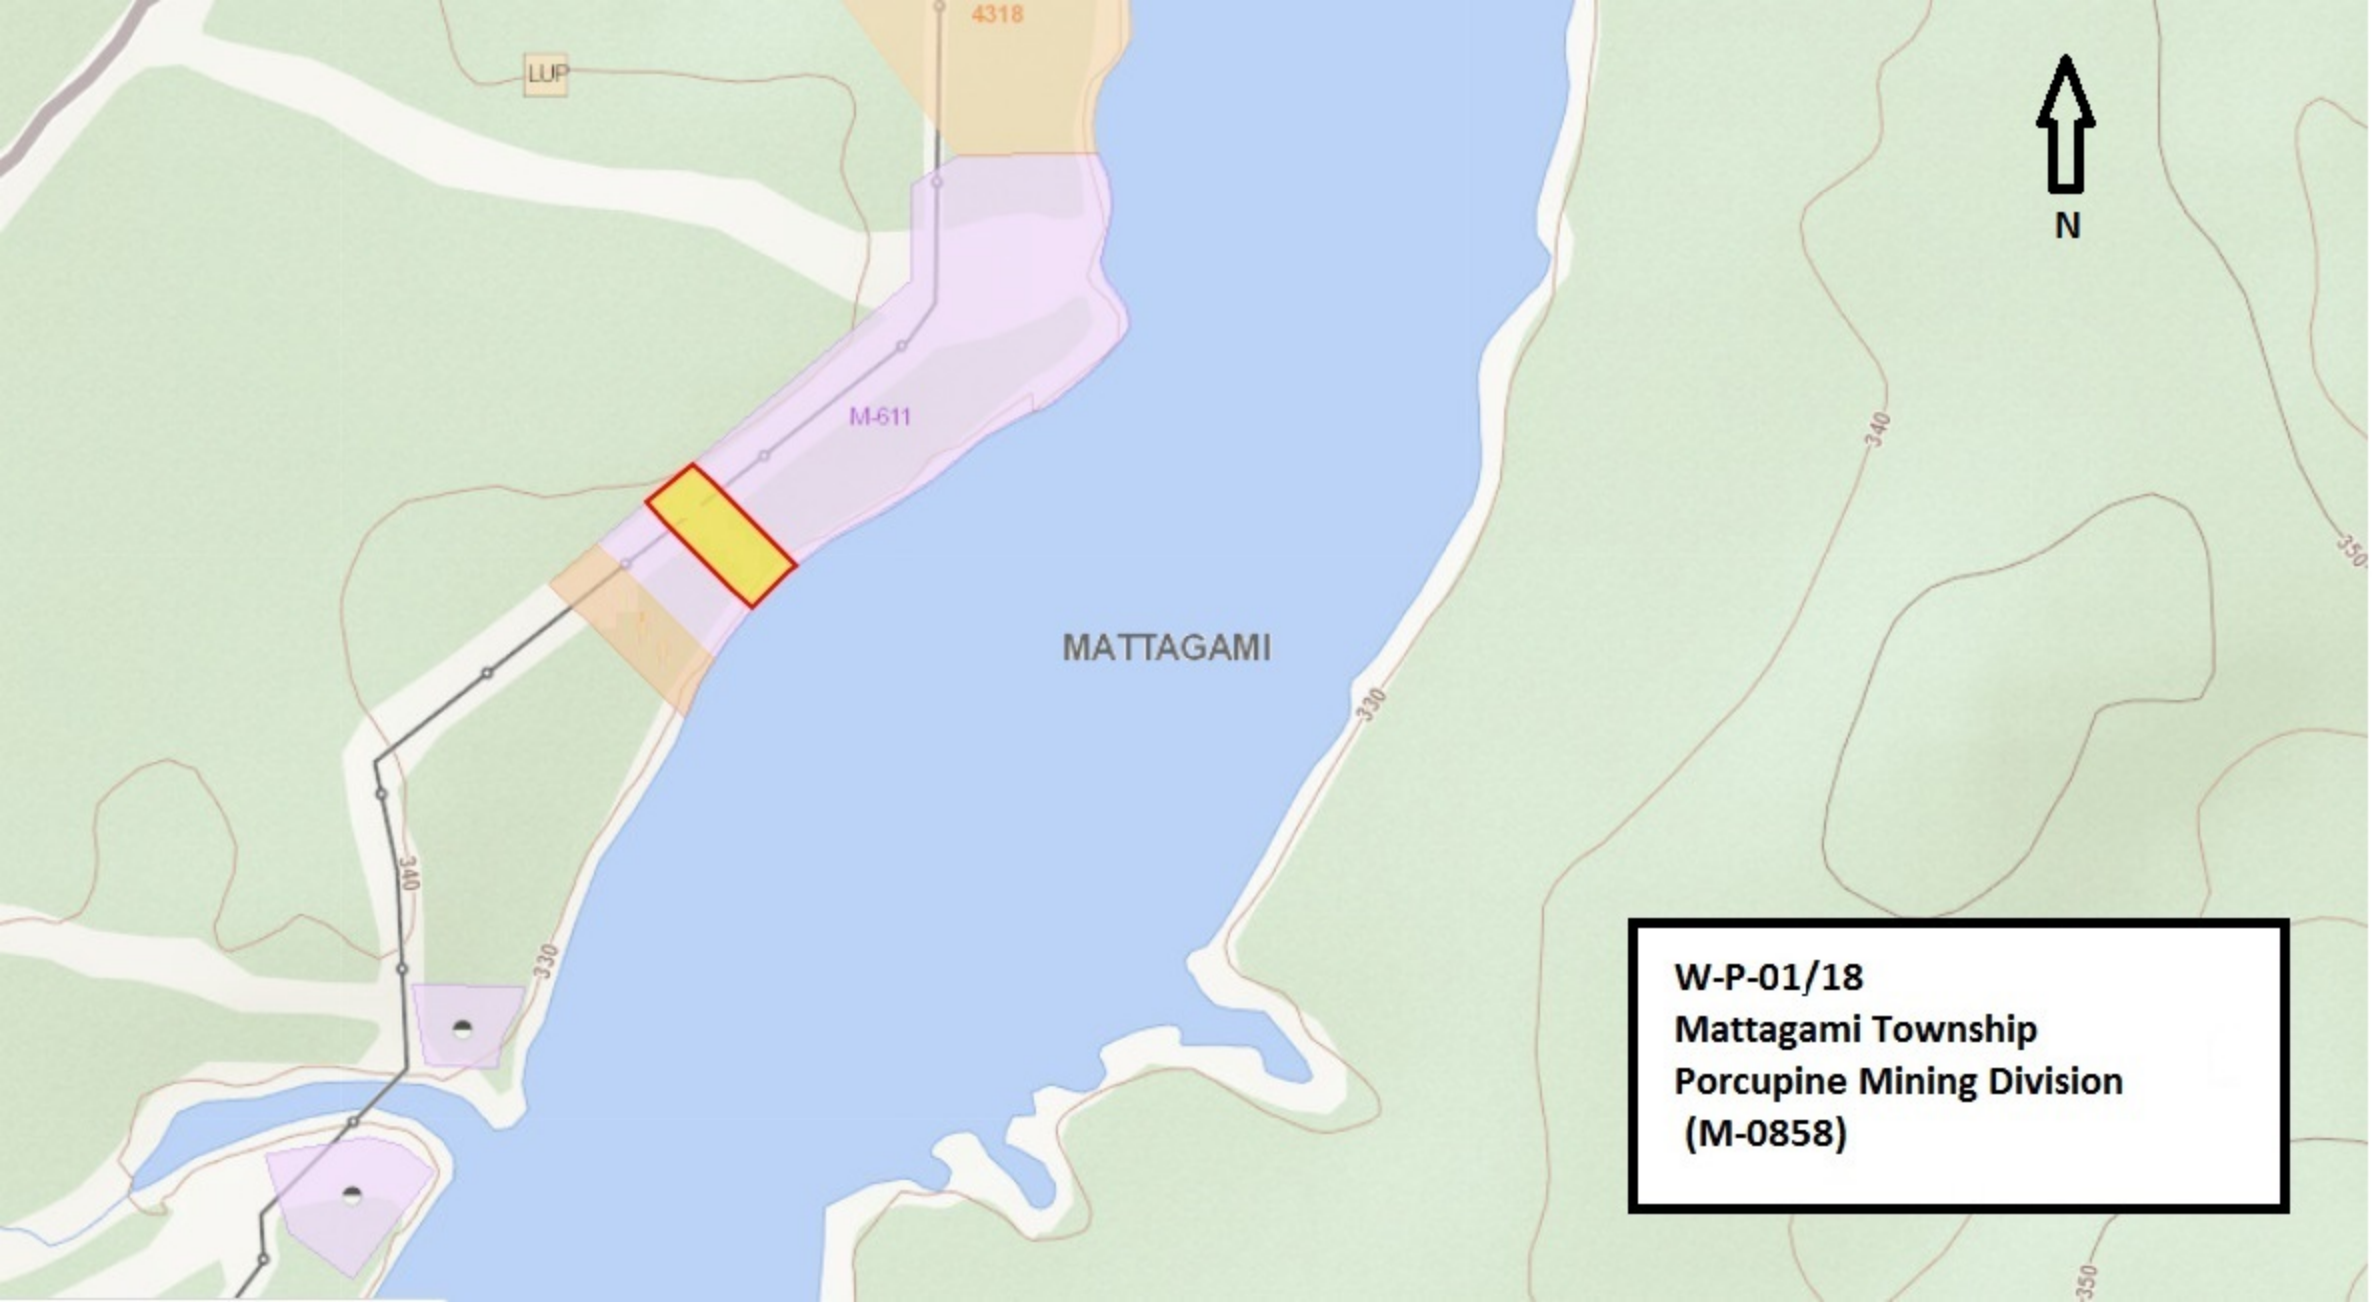 4318
LUP
N
M-611
340
350
MATTAGAMI
330
340
330
W-P-01/18
Mattagami Township
Porcupine Mining Division
(M-0858)
350